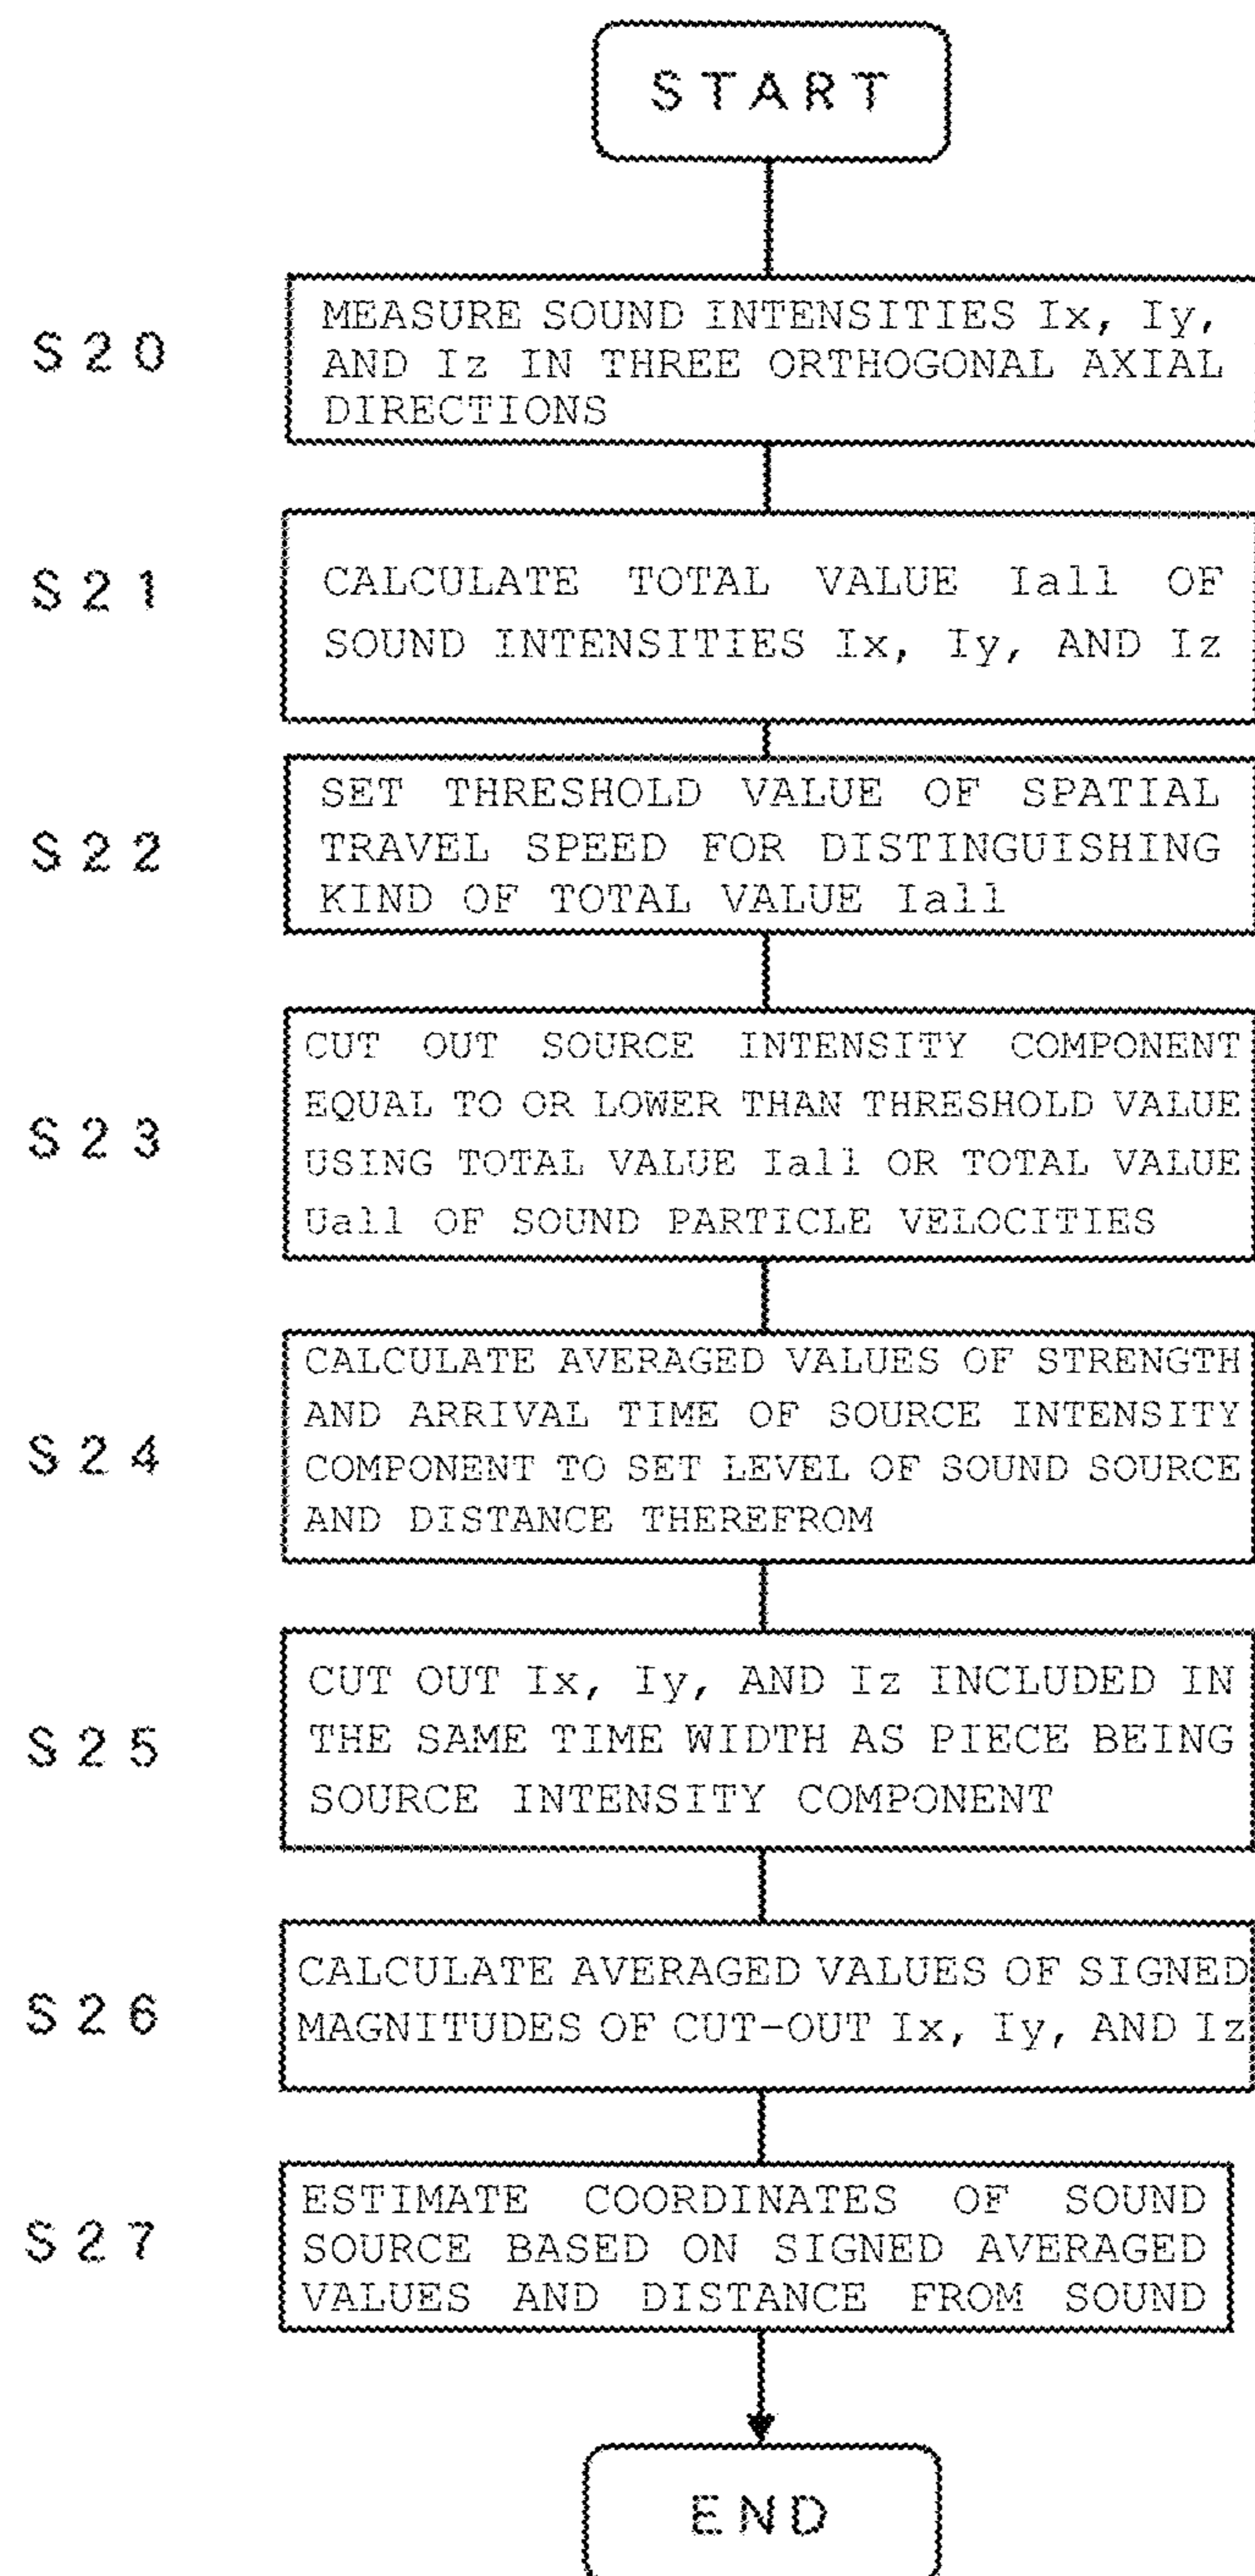 START
S20
MEASURE SOUND INTENSITIES Ix, Iy,
AND Iz IN THREE ORTHOGONAL AXIAL
DIRECTIONS
S21
CALCULATE TOTAL VALUE Iall OF
SOUND INTENSITIES Ix, Iy, AND Iz
S22
SET THRESHOLD VALUE OF SPATIAL
TRAVEL SPEED FOR DISTINGUISHING
KIND OF TOTAL VALUE Iall
S23
CUT OUT SOURCE INTENSITY COMPONENT
EQUAL TO OR LOWER THAN THRESHOLD VALUE
USING TOTAL VALUE Iall OR TOTAL VALUE
Uall OF SOUND PARTICLE VELOCITIES
S24
CALCULATE AVERAGED VALUES OF STRENGTH
AND ARRIVAL TIME OF SOURCE INTENSITY
COMPONENT TO SET LEVEL OF SOUND SOURCE
AND DISTANCE THEREFROM
S25
CUT OUT Ix, Iy, AND Iz INCLUDED IN
THE SAME TIME WIDTH AS PIECE BEING
SOURCE INTENSITY COMPONENT
S26
CALCULATE AVERAGED VALUES OF SIGNED
MAGNITUDES OF CUT-OUT Ix, Iy, AND Iz
S27
ESTIMATE COORDINATES OF SOUND
SOURCE BASED ON SIGNED AVERAGED
VALUES AND DISTANCE FROM SOUND
END